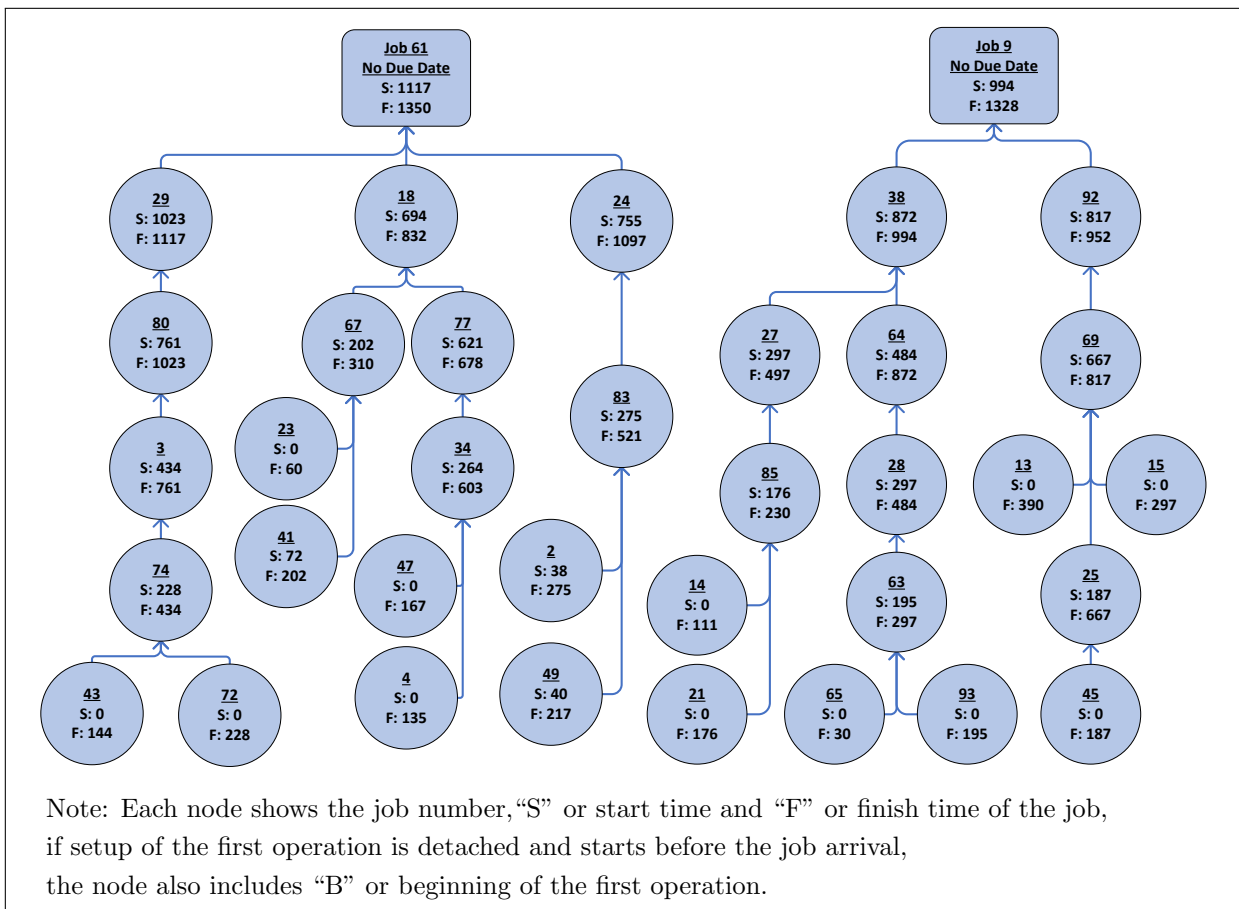 Job 61
No Due Date
S: 1117
F: 1350
Job 9
No Due Date
S: 994
F: 1328
29
S: 1023
F: 1117
18
S: 694
F: 832
24
S: 755
F: 1097
38
S: 872
F: 994
92
S: 817
F: 952
80
S: 761
F: 1023
67
S: 202
F: 310
77
S: 621
F: 678
27
S: 297
F: 497
64
S: 484
F: 872
69
S: 667
F: 817
83
S: 275
F: 521
3
S: 434
F: 761
23
S: 0
F: 60
34
S: 264
F: 603
85
S: 176
F: 230
28
S: 297
F: 484
13
S: 0
F: 390
15
S: 0
F: 297
74
S: 228
F: 434
41
S: 72
F: 202
47
S: 0
F: 167
2
S: 38
F: 275
14
S: 0
F: 111
63
S: 195
F: 297
25
S: 187
F: 667
43
S: 0
F: 144
72
S: 0
F: 228
4
S: 0
F: 135
49
S: 40
F: 217
21
S: 0
F: 176
65
S: 0
F: 30
93
S: 0
F: 195
45
S: 0
F: 187
Note: Each node shows the job number,“S” or start time and “F” or finish time of the job,
if setup of the first operation is detached and starts before the job arrival,
the node also includes “B” or beginning of the first operation.